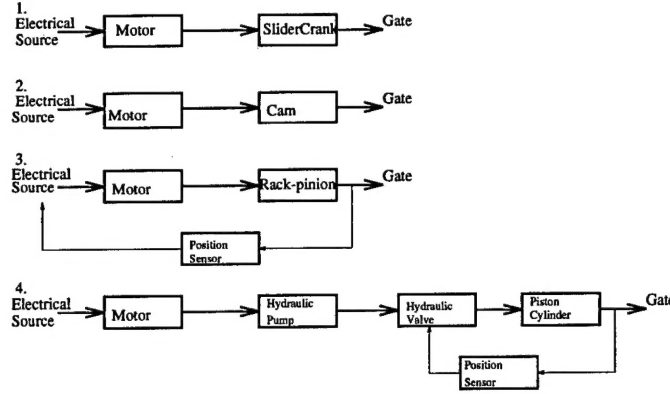 1.
Electrical
Source
Motor
SliderCrank
Gate
2.
Electrical
Source
Motor
Cam
Gate
3.
Electrical
Source
Motor
Rack-pinion
Gate
Position
Sensor
4.
Electrical
Source
Motor
Hydraulic
Pump
Hydraulic
Valve
Piston
Cylinder
Gate
Position
Sensor